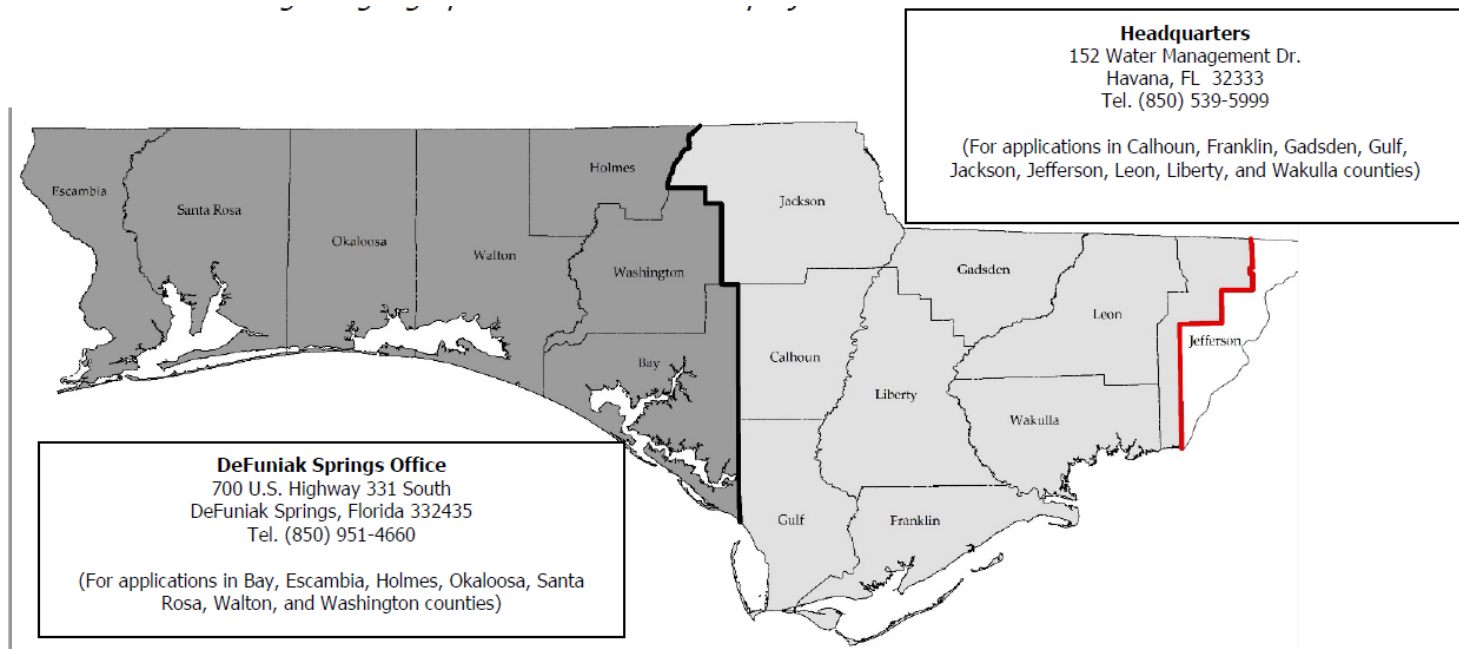 Headquarters
152 Water Management Dr.
Havana, FL  32333
Tel. (850) 539-5999
(For applications in Calhoun, Franklin, Gadsden, Gulf,
Jackson, Jefferson, Leon, Liberty, and Wakulla counties)
Escambia
Santa Rosa
Okaloosa
Walton
Holmes
Washington
Bay
Jackson
Calhoun
Gulf
Gadsden
Liberty
Franklin
Leon
Wakulla
Jefferson
DeFuniak Springs Office
700 U.S. Highway 331 South
DeFuniak Springs, Florida 332435
Tel. (850) 951-4660
(For applications in Bay, Escambia, Holmes, Okaloosa, Santa
Rosa, Walton, and Washington counties)